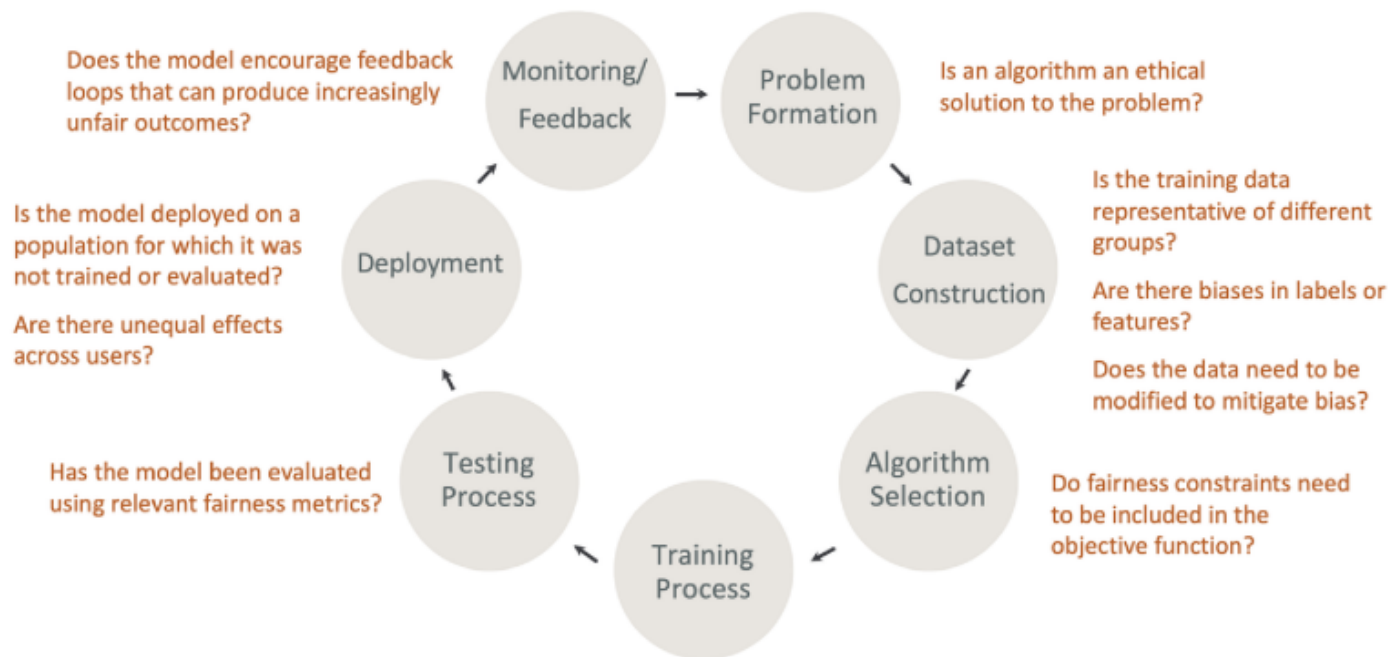 Does the model encourage feedback
loops that can produce increasingly
unfair outcomes?
Monitoring/
Feedback
Problem
Formation
Is an algorithm an ethical
solution to the problem?
Is the training data
representative of different
groups?
Are there biases in labels or
features?
Does the data need to be
modified to mitigate bias?
Dataset
Construction
Is the model deployed on a
population for which it was
not trained or evaluated?
Are there unequal effects
across users?
Deployment
Algorithm
Selection
Do fairness constraints need
to be included in the
objective function?
Has the model been evaluated
using relevant fairness metrics?
Testing
Process
Training
Process